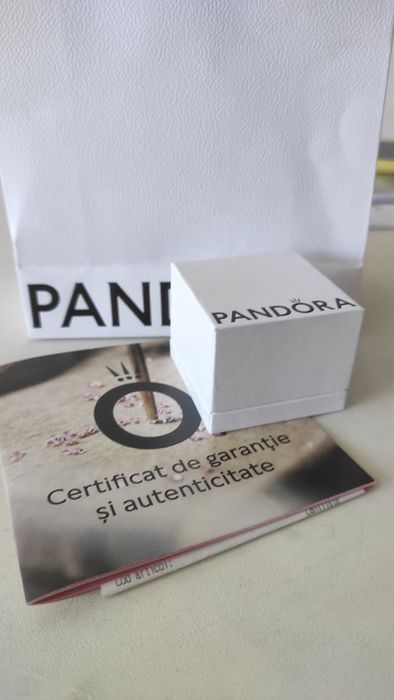 PAND
PANDORA
Certificat de garanție
și autenticitate
Cod articol: